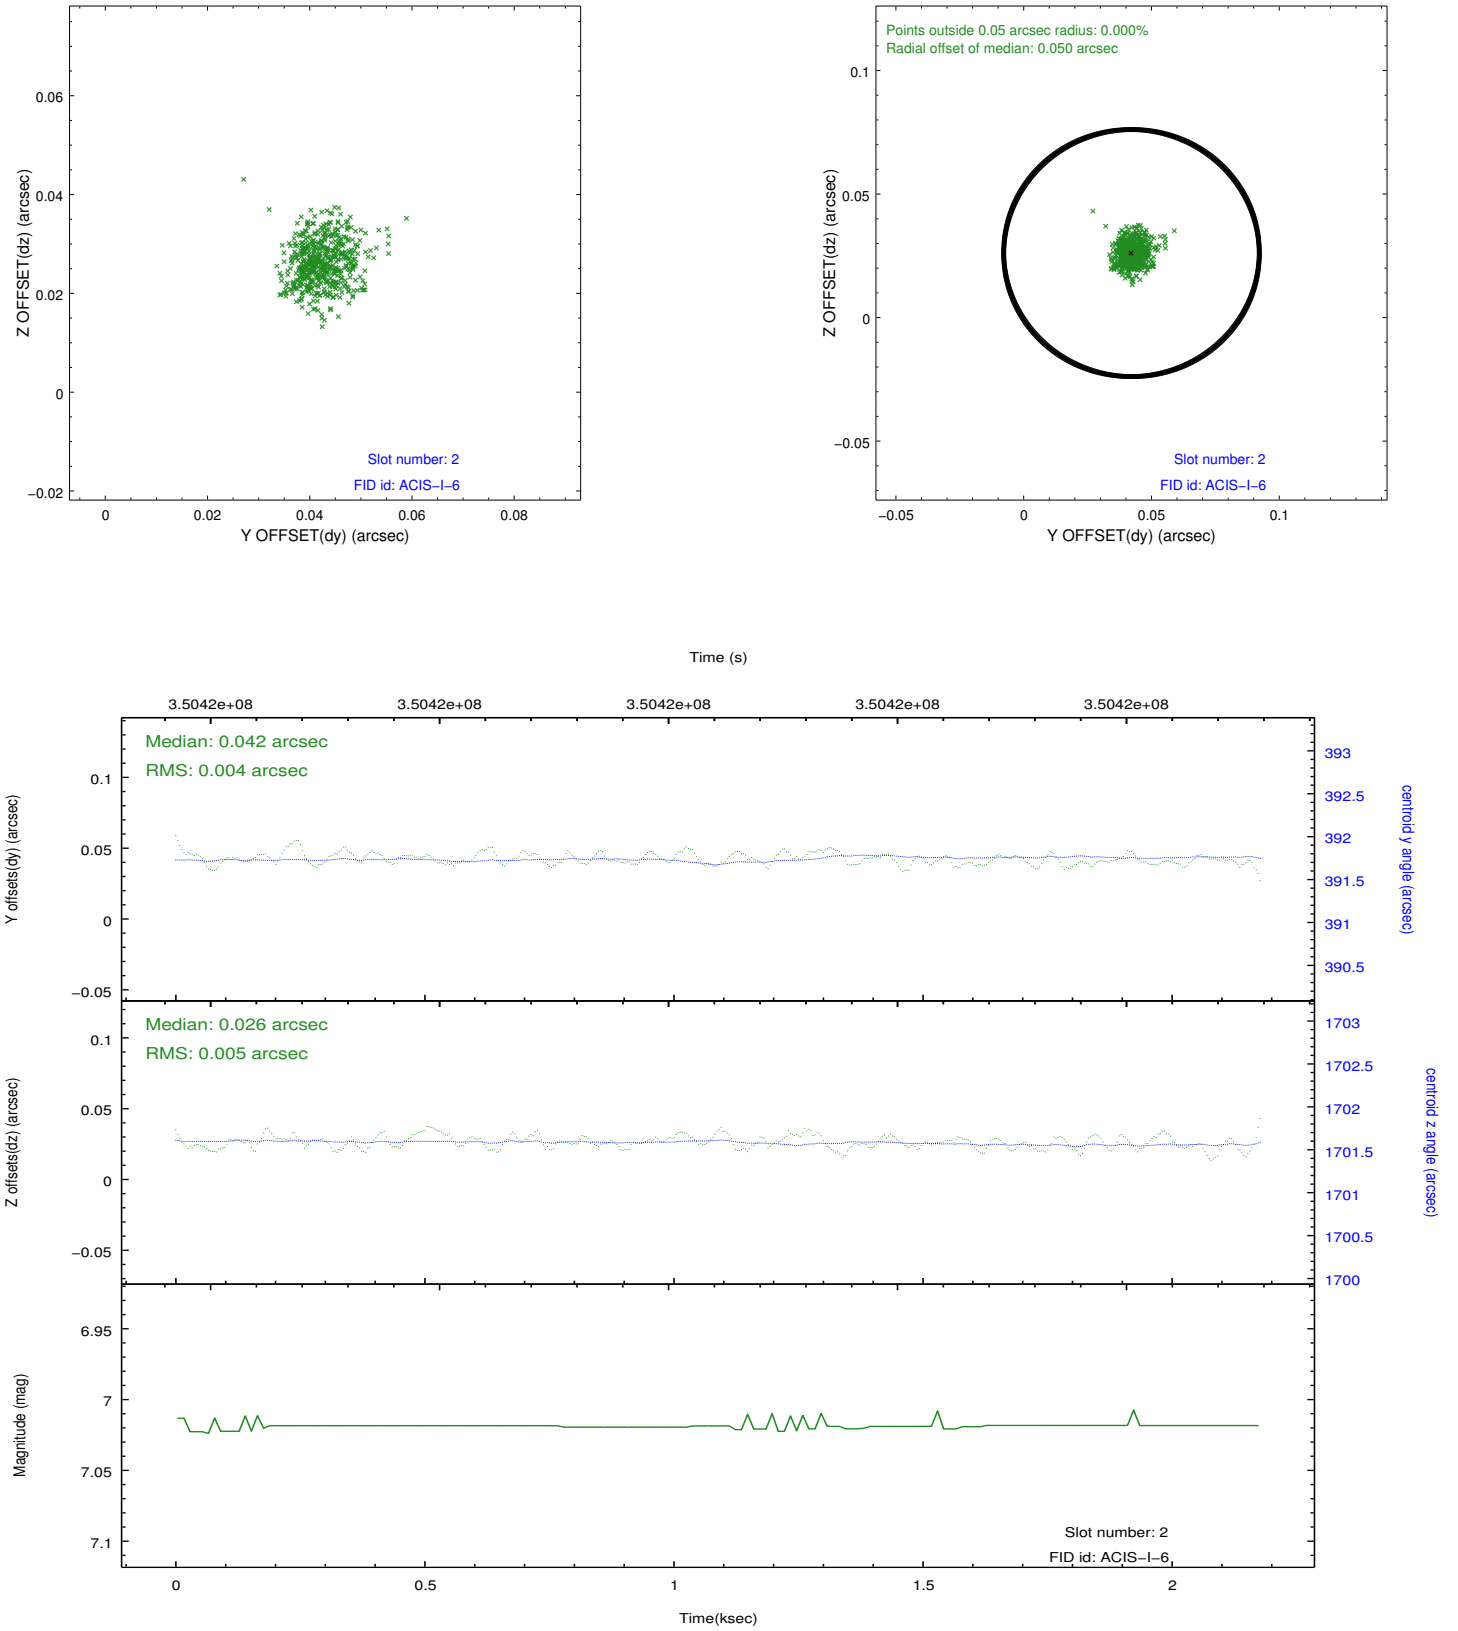 0.06
0.04
0.02
0
−0.02
Z OFFSET(dz) (arcsec)
Slot number: 2
FID id: ACIS−I−6
0 0.02 0.04 0.06 0.08
Y OFFSET(dy) (arcsec)
Points outside 0.05 arcsec radius: 0.000%
Radial offset of median: 0.050 arcsec
0.1
0.05
0
−0.05
Z OFFSET(dz) (arcsec)
Slot number: 2
FID id: ACIS−I−6
−0.05 0 0.05 0.1
Y OFFSET(dy) (arcsec)
Time (s)
3.5042e+08 3.5042e+08 3.5042e+08 3.5042e+08 3.5042e+08
Median: 0.042 arcsec
RMS: 0.004 arcsec
0.1
0.05
0
−0.05
Y offsets(dy) (arcsec)
393
392.5
392
391.5
391
390.5
centroid y angle (arcsec)
Median: 0.026 arcsec
RMS: 0.005 arcsec
0.1
0.05
0
−0.05
Z offsets(dz) (arcsec)
1703
1702.5
1702
1701.5
1701
1700.5
1700
centroid z angle (arcsec)
6.95
7
7.05
7.1
Magnitude (mag)
Slot number: 2
FID id: ACIS−I−6
0 0.5 1 1.5 2
Time(ksec)